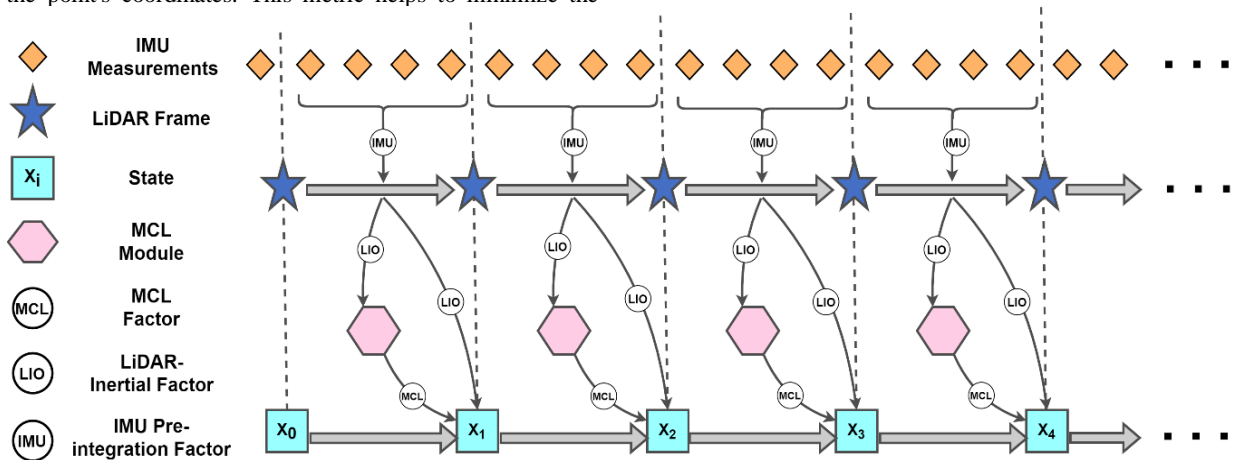 the point's coordinates. This metric helps to minimize the
IMU
Measurements
LiDAR Frame
Xi
State
MCL
Module
MCL
MCL
Factor
LIO
LiDAR-
Inertial Factor
IMU
IMU Pre-
integration Factor
IMU
IMU
IMU
IMU
LIO
LIO
LIO
LIO
LIO
LIO
LIO
LIO
MCL
MCL
MCL
MCL
X0
X1
X2
X3
X4